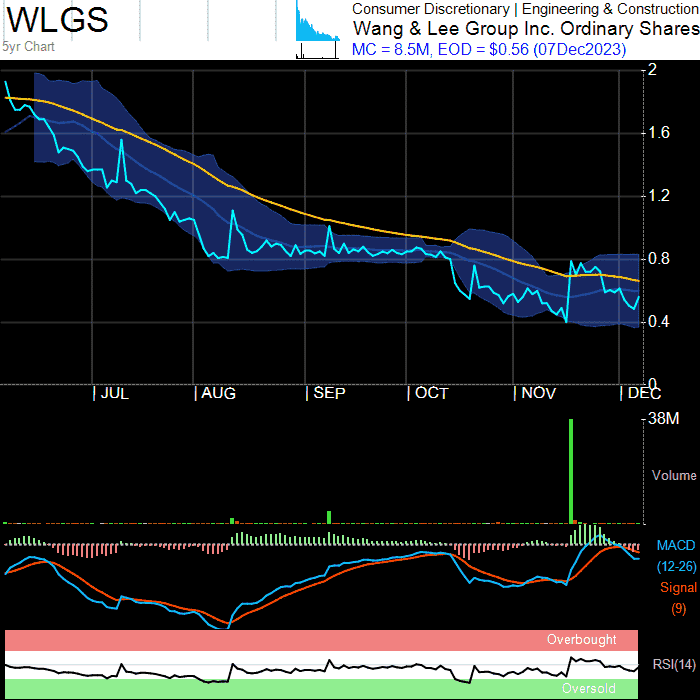 WLGS
5yr Chart
Consumer Discretionary | Engineering & Construction
Wang & Lee Group Inc. Ordinary Shares
MC = 8.5M, EOD = $0.56 (07Dec2023)
2
1.6
1.2
0.8
0.4
0
JUL AUG SEP OCT NOV DEC
38M
Volume
MACD
(12-26)
Signal
(9)
Overbought
RSI(14)
Oversold